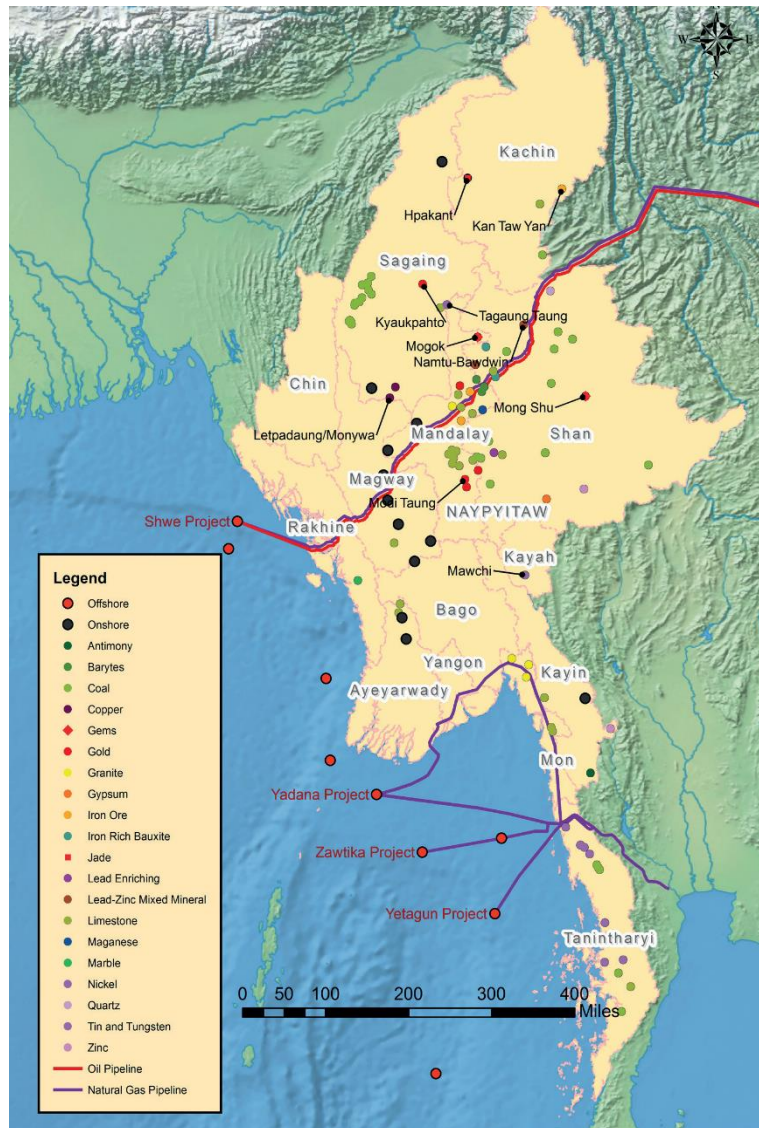 N
W E
S
Kachin
Hpakant
Kan Taw Yan
Sagaing
Tagaung Taung
Kyaukpahto
Mogok
Namtu-Bawdwin
Chin
Mong Shu
Letpadaung/Monywa
Mandalay
Shan
Magway
Modi Taung
NAYPYITAW
Shwe Project
Rakhine
Kayah
Mawchi
Bago
Yangon
Kayin
Ayeyarwady
Mon
Yadana Project
Zawtika Project
Yetagun Project
Tanintharyi
0 50 100 200 300 400
Miles
Legend
Offshore
Onshore
Antimony
Barytes
Coal
Copper
Gems
Gold
Granite
Gypsum
Iron Ore
Iron Rich Bauxite
Jade
Lead Enriching
Lead-Zinc Mixed Mineral
Limestone
Maganese
Marble
Nickel
Quartz
Tin and Tungsten
Zinc
Oil Pipeline
Natural Gas Pipeline